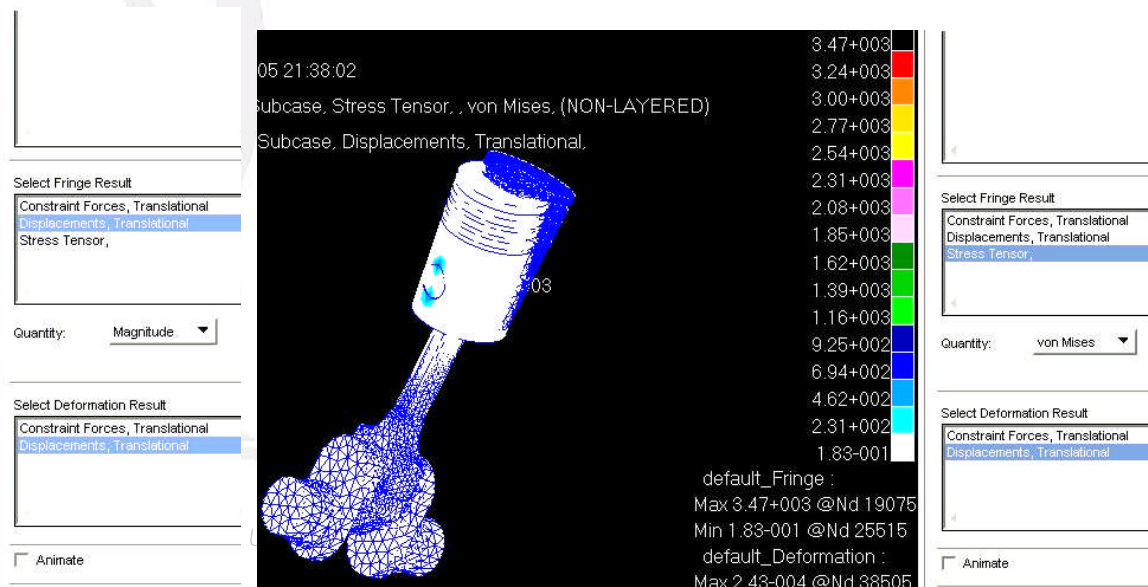 Select Fringe Result
Constraint Forces, Translational
Displacements, Translational
Stress Tensor,
Quantity:
Magnitude
Select Deformation Result
Constraint Forces, Translational
Displacements, Translational
Animate
05 21:38:02
Subcase, Stress Tensor, , von Mises, (NON-LAYERED)
Subcase, Displacements, Translational,
03
3.47+003
3.24+003
3.00+003
2.77+003
2.54+003
2.31+003
2.08+003
1.85+003
1.62+003
1.39+003
1.16+003
9.25+002
6.94+002
4.62+002
2.31+002
1.83-001
default_Fringe :
Max 3.47+003 @Nd 19075
Min 1.83-001 @Nd 25515
default_Deformation :
Max 2.43-004 @Nd 38505
Select Fringe Result
Constraint Forces, Translational
Displacements, Translational
Stress Tensor,
Quantity:
von Mises
Select Deformation Result
Constraint Forces, Translational
Displacements, Translational
Animate